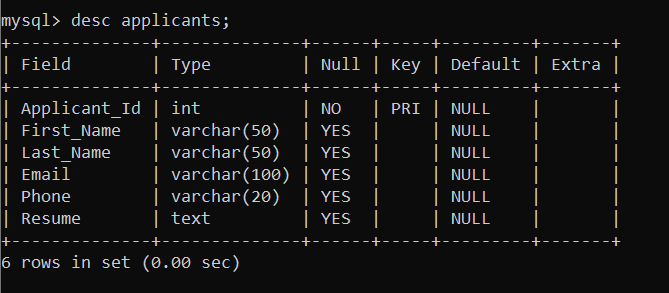 mysql> desc applicants;
+--------------+--------------+------+-----+---------+-------+
| Field        | Type         | Null | Key | Default | Extra |
+--------------+--------------+------+-----+---------+-------+
| Applicant_Id | int          | NO   | PRI | NULL    |       |
| First_Name   | varchar(50)  | YES  |     | NULL    |       |
| Last_Name    | varchar(50)  | YES  |     | NULL    |       |
| Email        | varchar(100) | YES  |     | NULL    |       |
| Phone        | varchar(20)  | YES  |     | NULL    |       |
| Resume       | text         | YES  |     | NULL    |       |
+--------------+--------------+------+-----+---------+-------+
6 rows in set (0.00 sec)